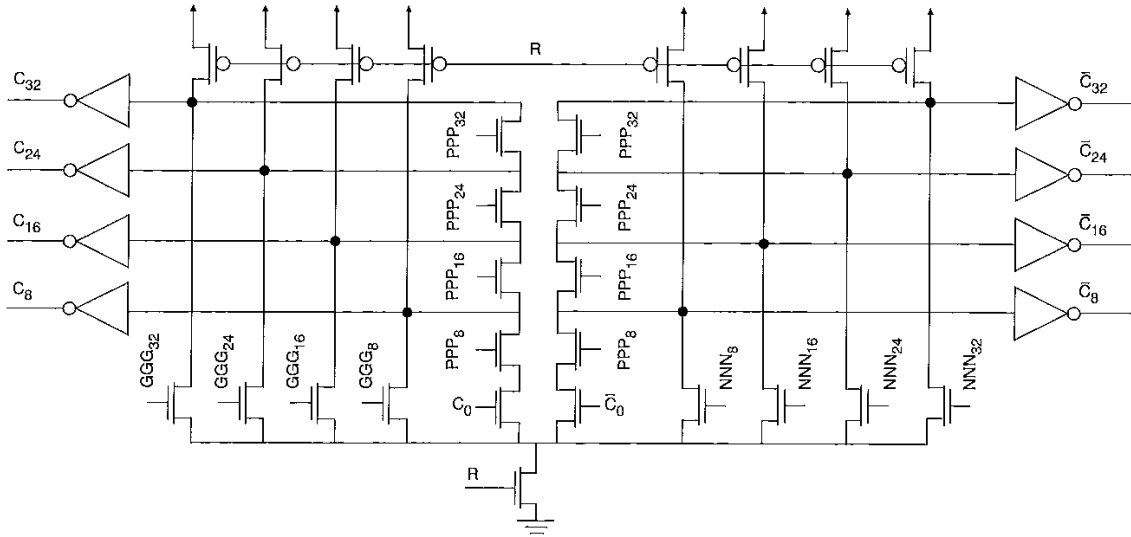 R
C₃₂
C̄₃₂
PPP₃₂
PPP₃₂
C₂₄
C̄₂₄
PPP₂₄
PPP₂₄
C₁₆
C̄₁₆
PPP₁₆
PPP₁₆
C₈
C̄₈
PPP₈
PPP₈
GGG₃₂
GGG₂₄
GGG₁₆
GGG₈
NNN₈
NNN₁₆
NNN₂₄
NNN₃₂
C₀
C̄₀
R